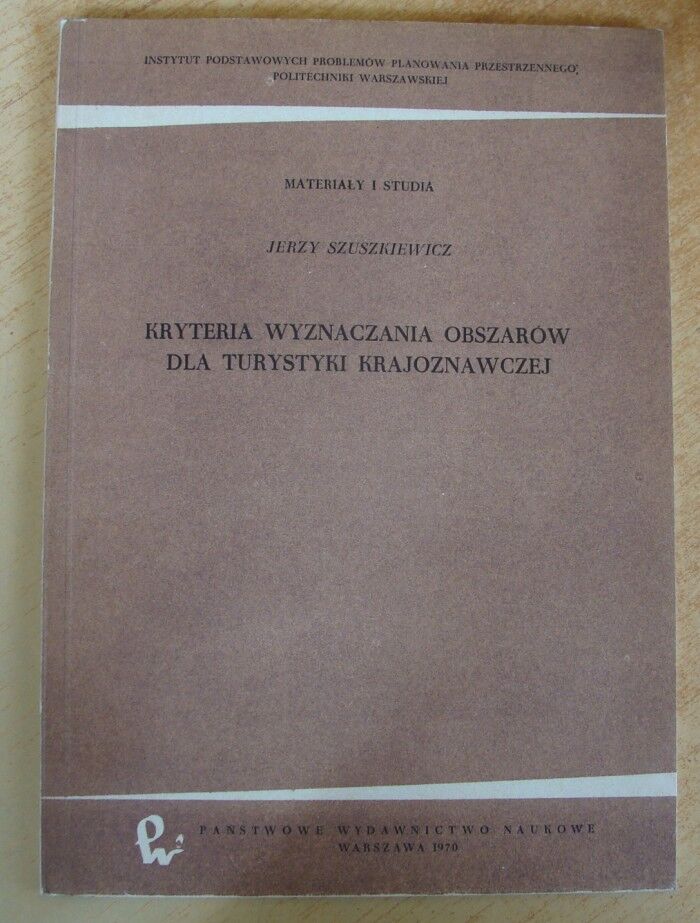 INSTYTUT PODSTAWOWYCH PROBLEMÓW PLANOWANIA PRZESTRZENNEGO
POLITECHNIKI WARSZAWSKIEJ
MATERIAŁY I STUDIA
JERZY SZUSZKIEWICZ
KRYTERIA WYZNACZANIA OBSZARÓW
DLA TURYSTYKI KRAJOZNAWCZEJ
PAŃSTWOWE WYDAWNICTWO NAUKOWE
WARSZAWA 1970